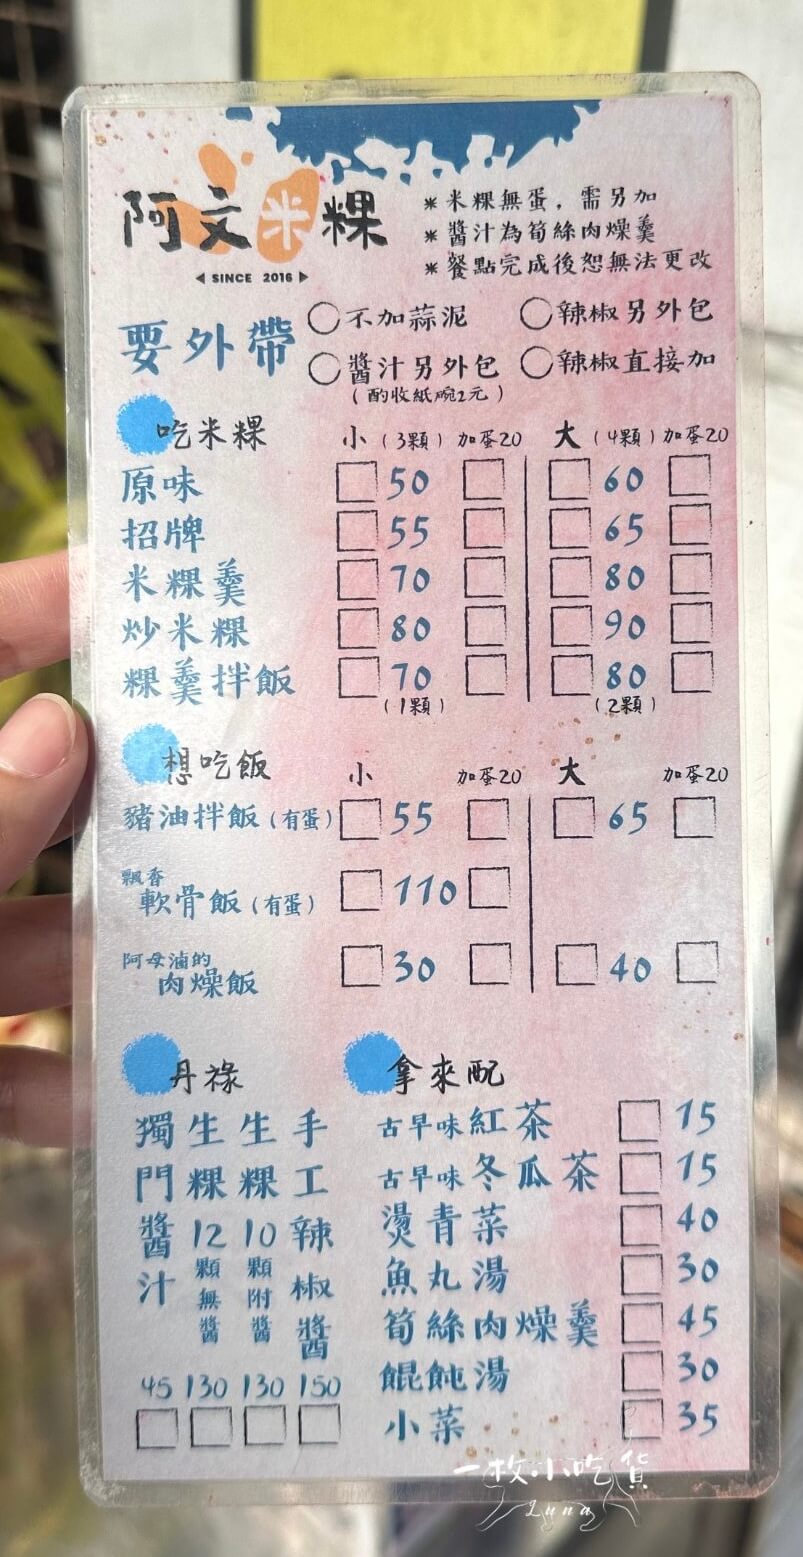 阿文米粿
SINCE 2016
*米粿無蛋，需另加
*醬汁為筍絲肉燥羹
*餐點完成後恕無法更改
要外帶
不加蒜泥 辣椒另外包
醬汁另外包 辣椒直接加
(酌收紙碗2元)
吃米粿 小 (3顆) 加蛋20 大 (4顆) 加蛋20
原味 50 60
招牌 55 65
米粿羹 70 80
炒米粿 80 90
粿羹拌飯 70 80
(1顆) (2顆)
想吃飯 小 加蛋20 大 加蛋20
豬油拌飯(有蛋) 55 65
飄香
軟骨飯(有蛋) 110
阿母滷的
肉燥飯 30 40
丹祿
獨門醬汁 45
生粿12顆無醬 130
生粿10顆附醬 130
手工辣椒醬 150
拿來配
古早味紅茶 15
古早味冬瓜茶 15
燙青菜 40
魚丸湯 30
筍絲肉燥羹 45
餛飩湯 30
小菜 35
一枚小吃貨
Luna